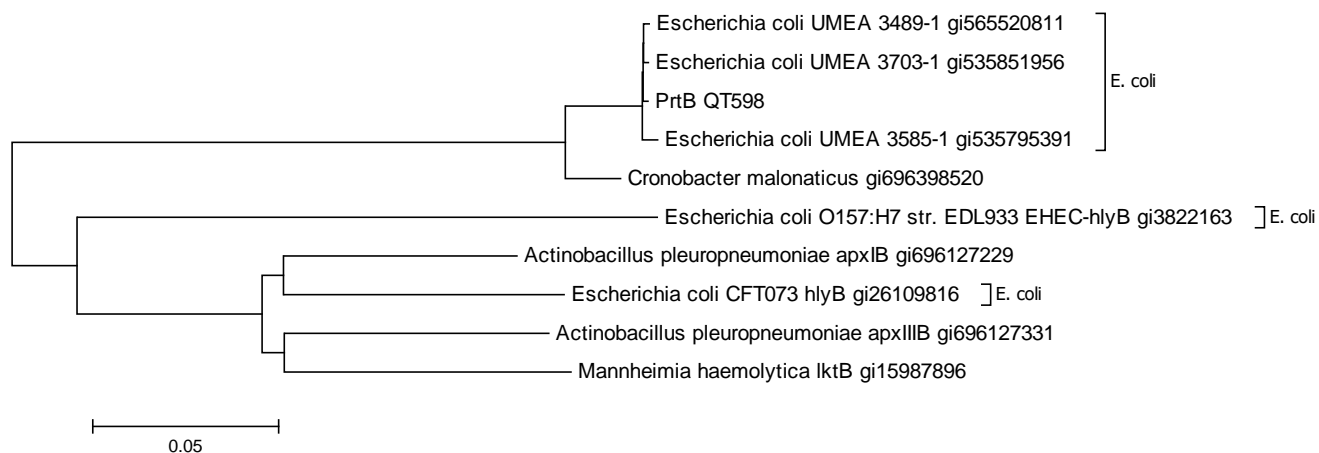 Escherichia coli UMEA 3489-1 gi565520811
Escherichia coli UMEA 3703-1 gi535851956
E. coli
PrtB QT598
Escherichia coli UMEA 3585-1 gi535795391
Cronobacter malonaticus gi696398520
Escherichia coli O157:H7 str. EDL933 EHEC-hlyB gi3822163 E. coli
Actinobacillus pleuropneumoniae apxIB gi696127229
Escherichia coli CFT073 hlyB gi26109816 E. coli
Actinobacillus pleuropneumoniae apxIIIB gi696127331
Mannheimia haemolytica lktB gi15987896
0.05